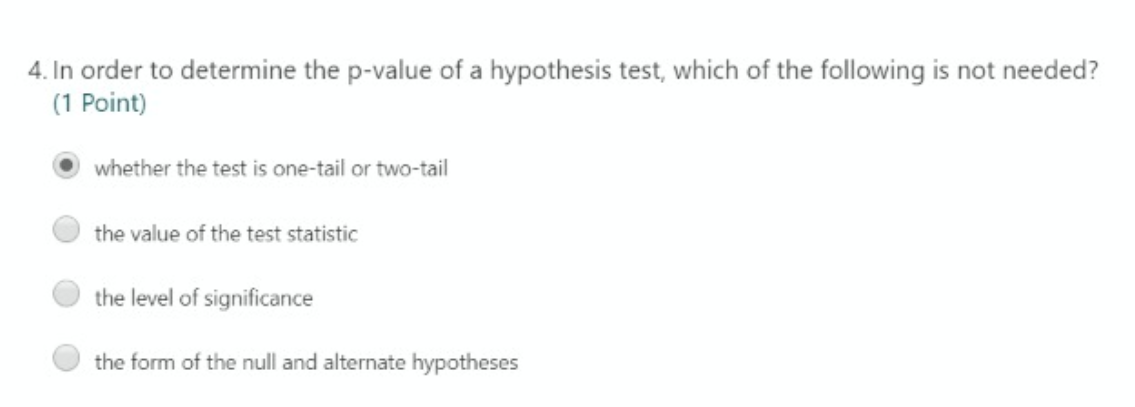 4. In order to determine the p-value of a hypothesis test, which of the following is not needed?
(1 Point)
whether the test is one-tail or two-tail
the value of the test statistic
the level of significance
the form of the null and alternate hypotheses